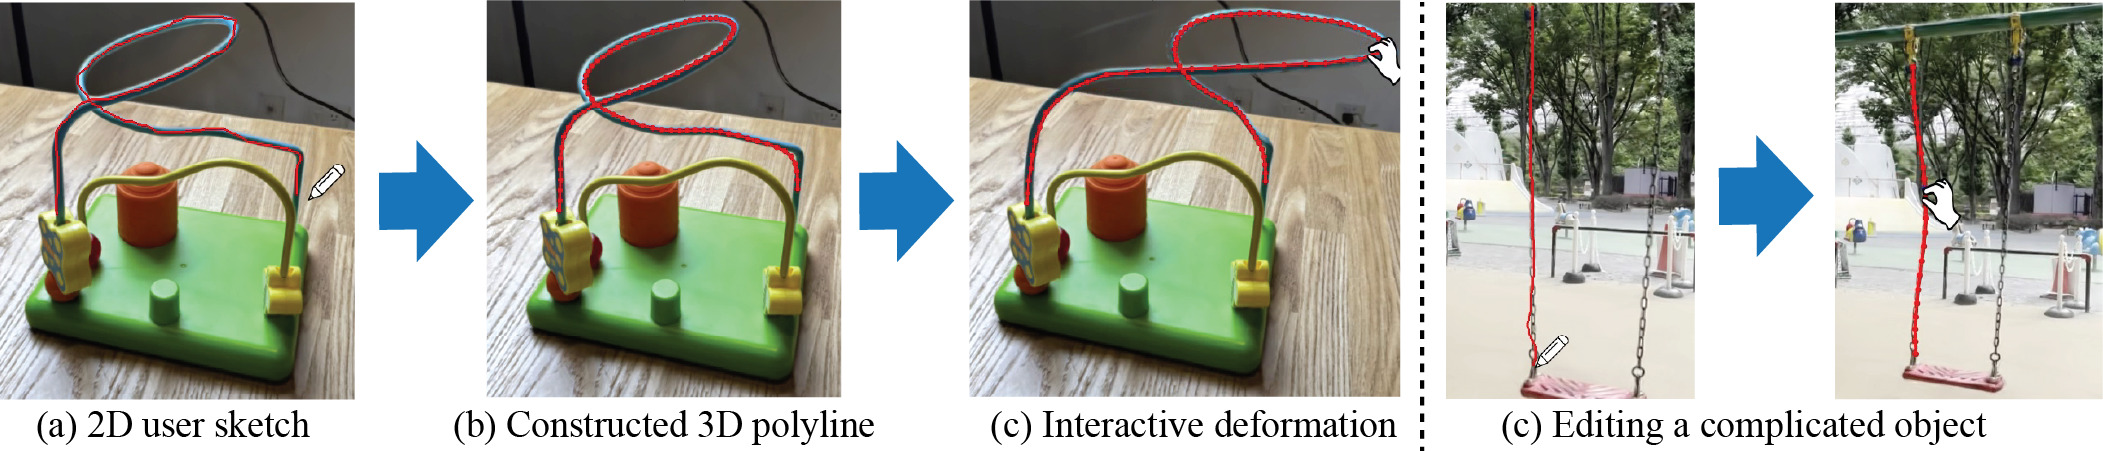 (a) 2D user sketch
(b) Constructed 3D polyline
(c) Interactive deformation
(c) Editing a complicated object